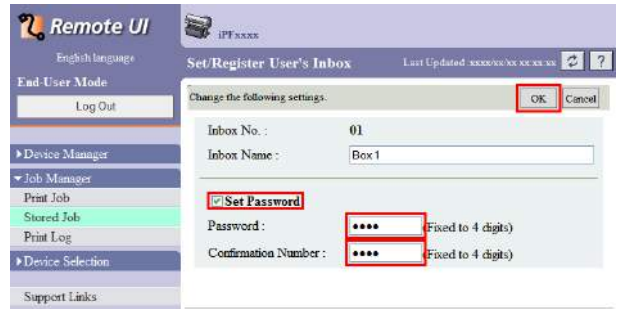 Remote UI
English language
End-User Mode
Log Out
Device Manager
Job Manager
Print Job
Stored Job
Print Log
Device Selection
Support Links
iPFxxxx
Set/Register User's Inbox
Last Updated :xxxx/xx/xx xx:xx:xx
?
Change the following settings.
OK
Cancel
Inbox No. : 01
Inbox Name : Box1
Set Password
Password : •••• (Fixed to 4 digits)
Confirmation Number : •••• (Fixed to 4 digits)